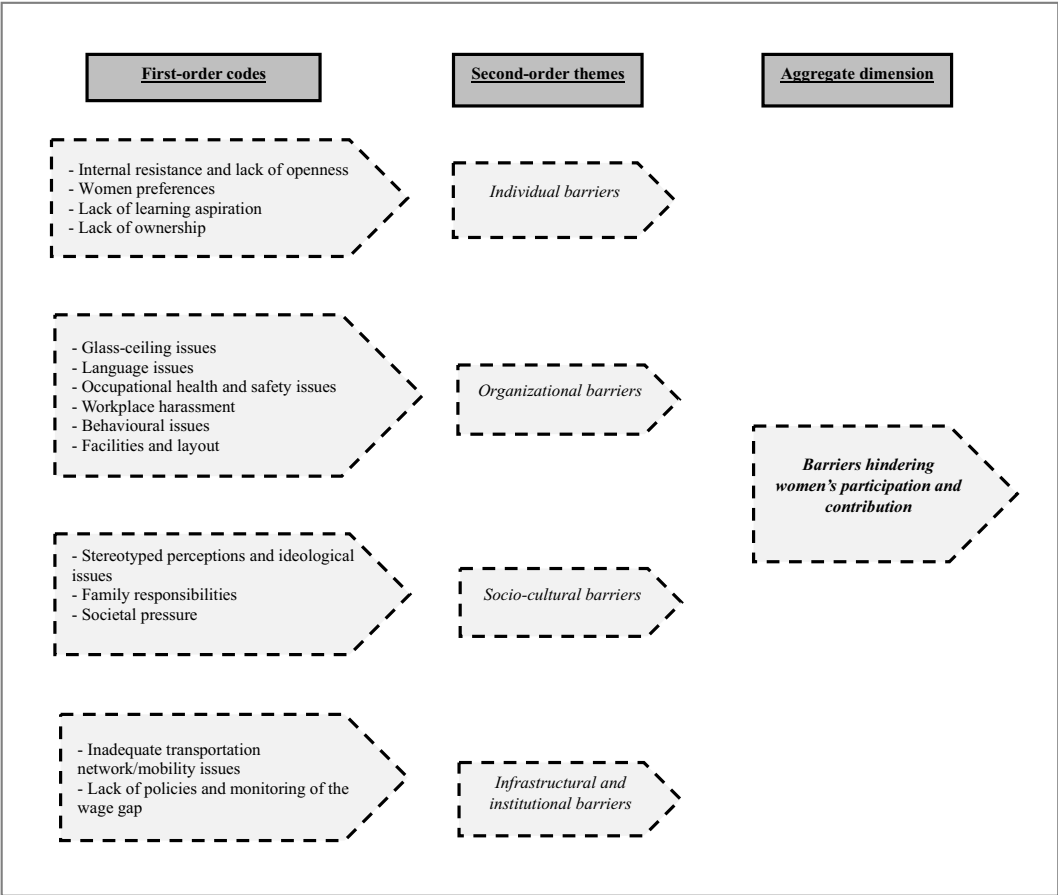 First-order codes
Second-order themes
Aggregate dimension
- Internal resistance and lack of openness
- Women preferences
- Lack of learning aspiration
- Lack of ownership
Individual barriers
- Glass-ceiling issues
- Language issues
- Occupational health and safety issues
- Workplace harassment
- Behavioural issues
- Facilities and layout
Organizational barriers
Barriers hindering
women’s participation and
contribution
- Stereotyped perceptions and ideological
issues
- Family responsibilities
- Societal pressure
Socio-cultural barriers
- Inadequate transportation
network/mobility issues
- Lack of policies and monitoring of the
wage gap
Infrastructural and
institutional barriers